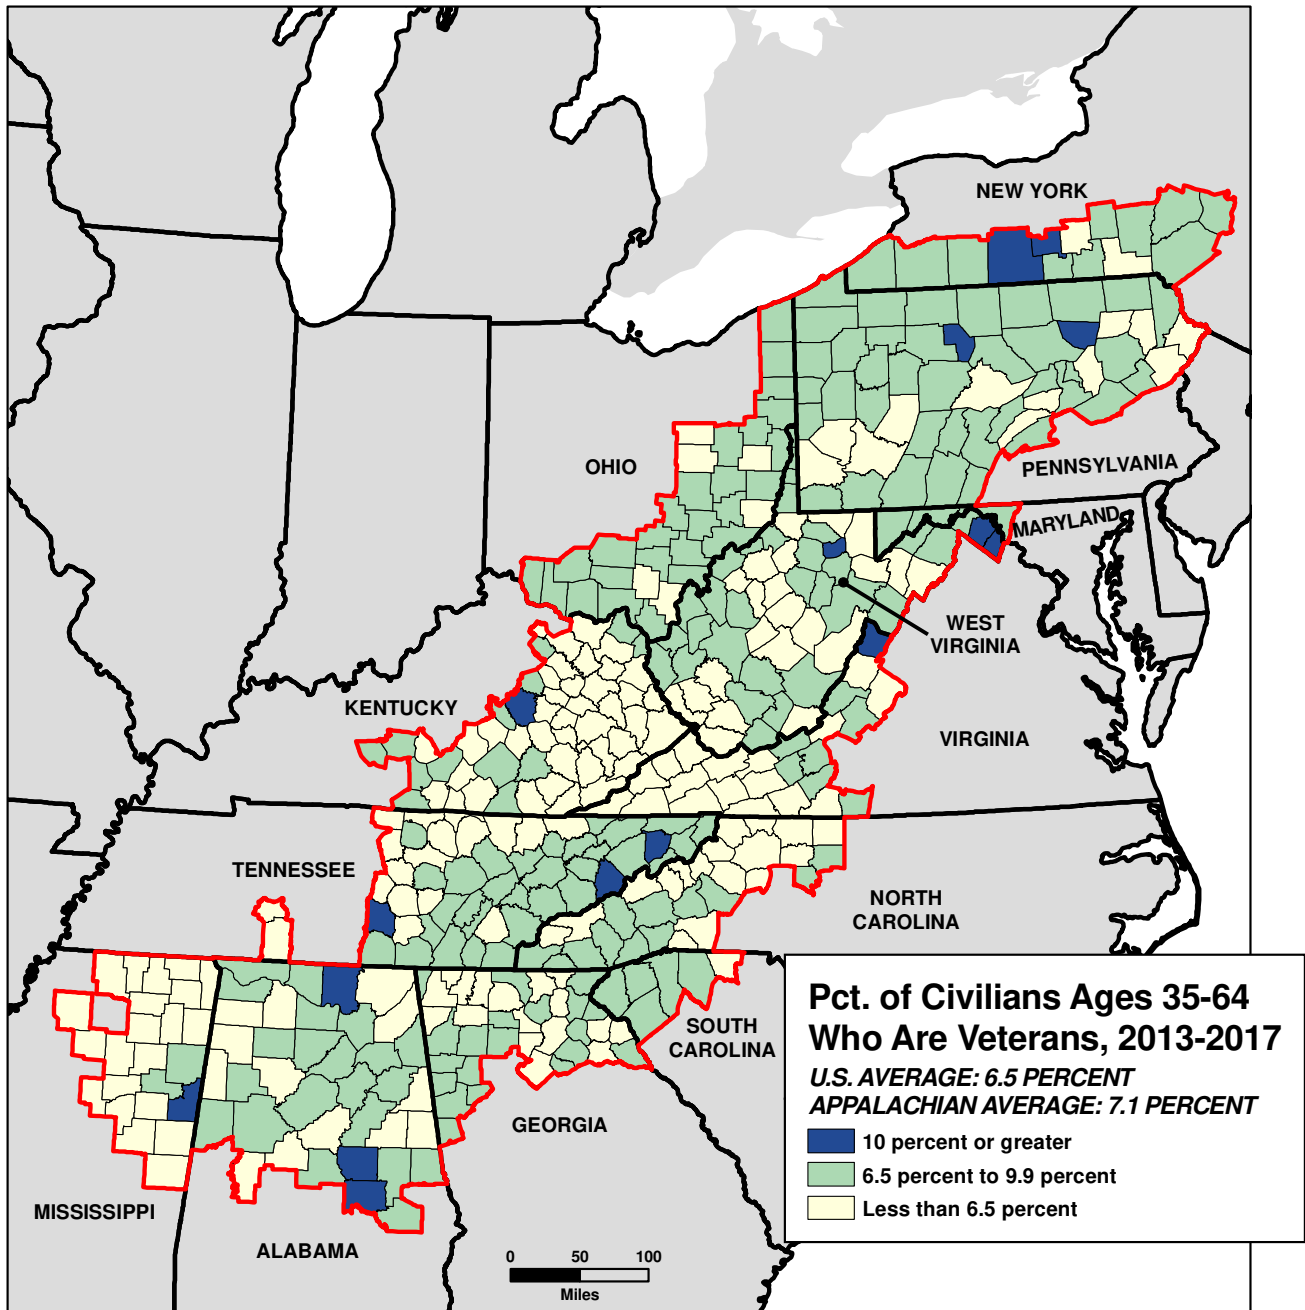 NEW YORK
OHIO
PENNSYLVANIA
MARYLAND
WEST
VIRGINIA
KENTUCKY
VIRGINIA
TENNESSEE
NORTH
CAROLINA
SOUTH
CAROLINA
GEORGIA
MISSISSIPPI
ALABAMA
0 50 100
Miles
Pct. of Civilians Ages 35-64
Who Are Veterans, 2013-2017
U.S. AVERAGE: 6.5 PERCENT
APPALACHIAN AVERAGE: 7.1 PERCENT
10 percent or greater
6.5 percent to 9.9 percent
Less than 6.5 percent